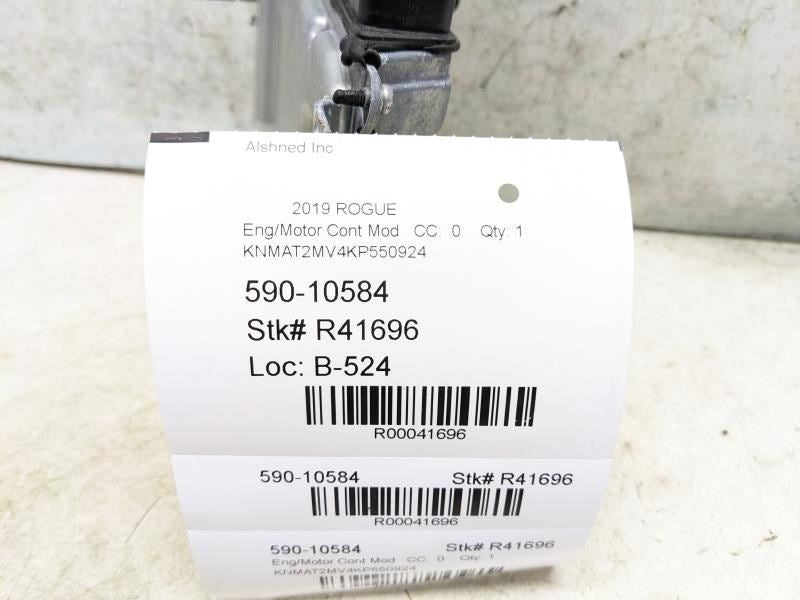 Alshned Inc
2019 ROGUE
Eng/Motor Cont Mod CC: 0 Qty: 1
KNMAT2MV4KP550924
590-10584
Stk# R41696
Loc: B-524
R00041696
590-10584 Stk# R41696
R00041696
590-10584 Stk# R41696
Eng/Motor Cont Mod CC: 0 Qty: 1
KNMAT2MV4KP550924